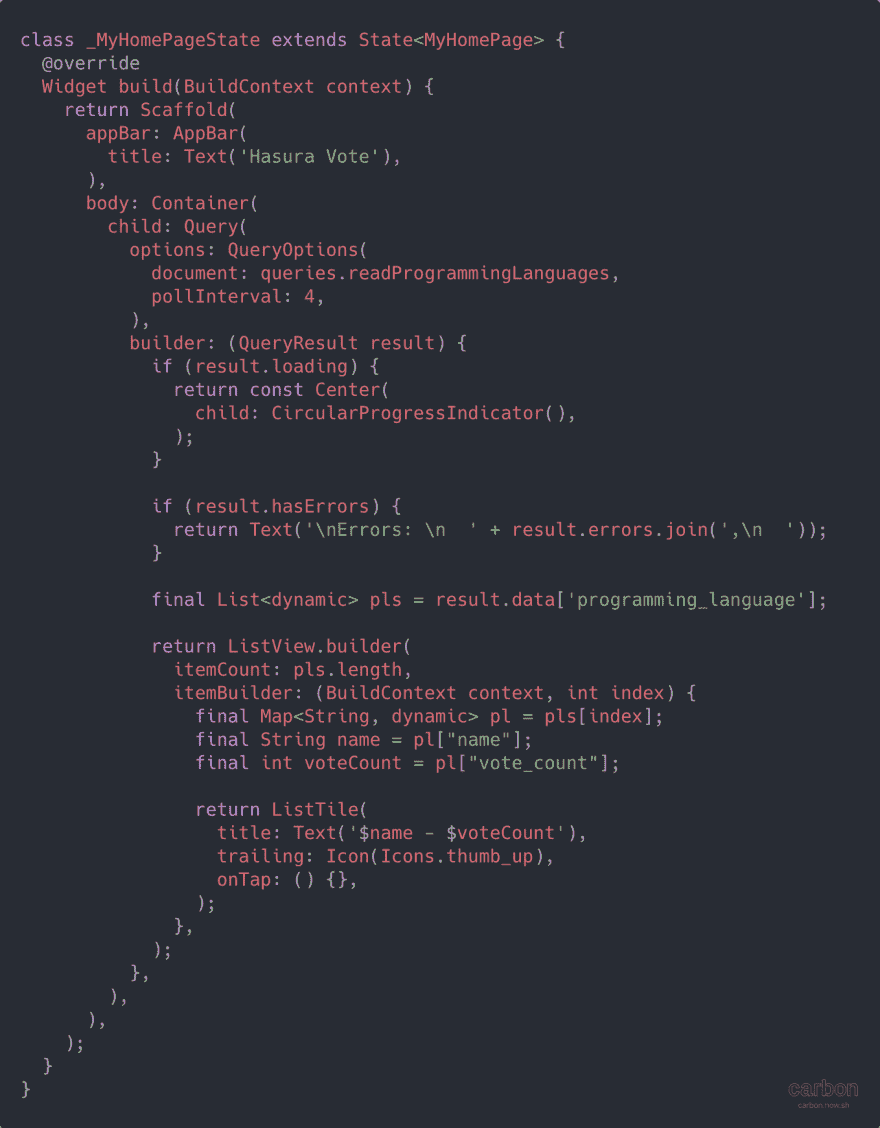 class _MyHomePageState extends State<MyHomePage> {
  @override
  Widget build(BuildContext context) {
    return Scaffold(
      appBar: AppBar(
        title: Text('Hasura Vote'),
      ),
      body: Container(
        child: Query(
          options: QueryOptions(
            document: queries.readProgrammingLanguages,
            pollInterval: 4,
          ),
          builder: (QueryResult result) {
            if (result.loading) {
              return const Center(
                child: CircularProgressIndicator(),
              );
            }

            if (result.hasErrors) {
              return Text('\nErrors: \n  ' + result.errors.join(',\n  '));
            }

            final List<dynamic> pls = result.data['programming_language'];

            return ListView.builder(
              itemCount: pls.length,
              itemBuilder: (BuildContext context, int index) {
                final Map<String, dynamic> pl = pls[index];
                final String name = pl["name"];
                final int voteCount = pl["vote_count"];

                return ListTile(
                  title: Text('$name - $voteCount'),
                  trailing: Icon(Icons.thumb_up),
                  onTap: () {},
                );
              },
            );
          },
        ),
      ),
    );
  }
}
carbon
carbon.now.sh